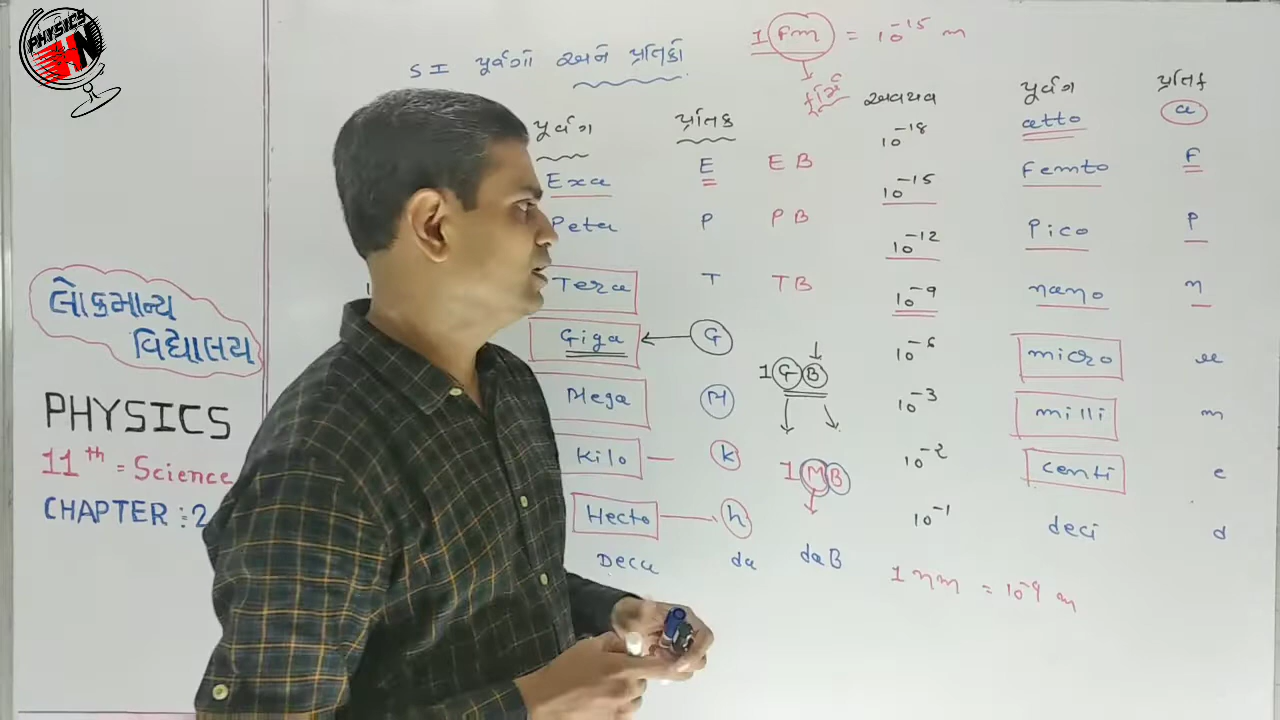 PHYSICS
HN
SI પૂર્વગો અને પ્રતિકો
1 Fm = 10⁻¹⁵ m
પૂર્વગ પ્રતિક અવયવ પૂર્વગ પ્રતિક
Exa E EB 10⁻¹⁸ atto a
Peta P PB 10⁻¹⁵ Femto F
Tera T TB 10⁻¹² Pico P
Giga G 10⁻⁹ nano n
1 GB
Mega M 10⁻⁶ micro
Kilo k 10⁻³ milli m
1 MB
Hecto h 10⁻² centi c
Deca da daB 10⁻¹ deci d
1 nm = 10⁻⁹ m
લોકમાન્ય
વિદ્યાલય
PHYSICS
11th = Science
CHAPTER : 2